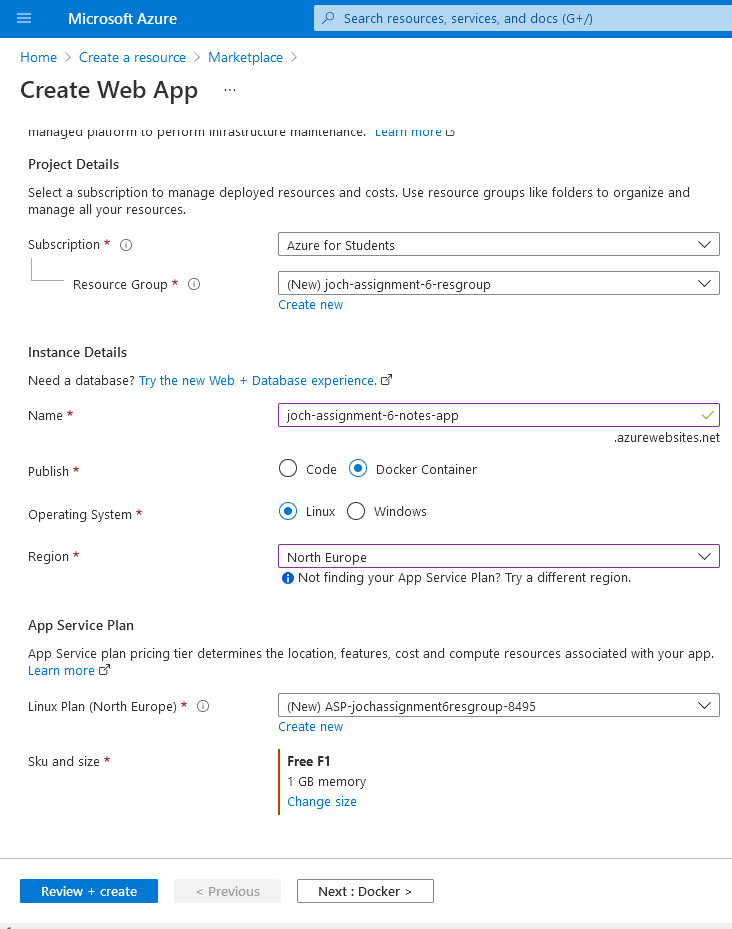 Microsoft Azure
Search resources, services, and docs (G+/)
Home > Create a resource > Marketplace >
Create Web App ...
managed platform to perform infrastructure maintenance. Learn more
Project Details
Select a subscription to manage deployed resources and costs. Use resource groups like folders to organize and
manage all your resources.
Subscription *
Azure for Students
Resource Group *
(New) joch-assignment-6-resgroup
Create new
Instance Details
Need a database? Try the new Web + Database experience.
Name *
joch-assignment-6-notes-app
.azurewebsites.net
Publish *
Code Docker Container
Operating System *
Linux Windows
Region *
North Europe
Not finding your App Service Plan? Try a different region.
App Service Plan
App Service plan pricing tier determines the location, features, cost and compute resources associated with your app.
Learn more
Linux Plan (North Europe) *
(New) ASP-jochassignment6resgroup-8495
Create new
Sku and size *
Free F1
1 GB memory
Change size
Review + create
< Previous
Next : Docker >